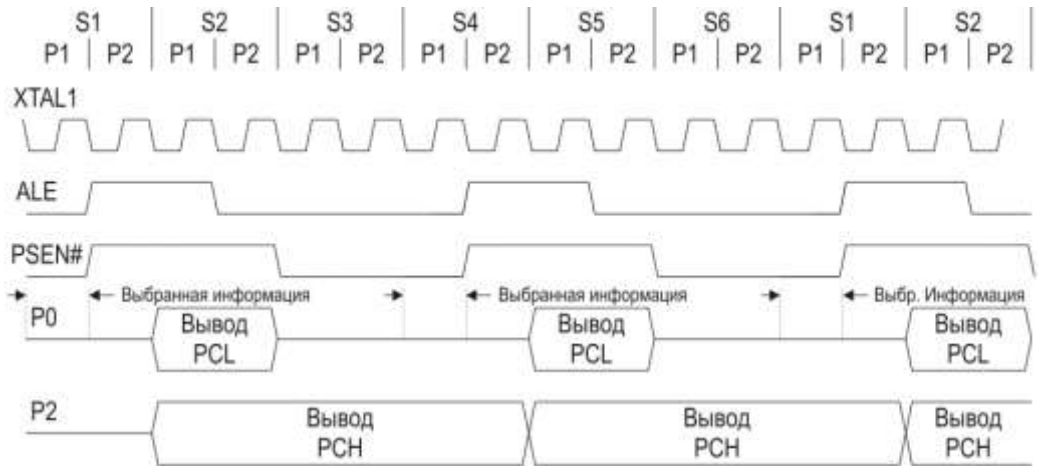 S1 S2 S3 S4 S5 S6 S1 S2
P1 P2 P1 P2 P1 P2 P1 P2 P1 P2 P1 P2 P1 P2 P1 P2
XTAL1
ALE
PSEN#
Выбранная информация Выбранная информация Выбр. Информация
P0
Вывод Вывод Вывод
PCL PCL PCL
P2
Вывод Вывод Вывод
PCH PCH PCH